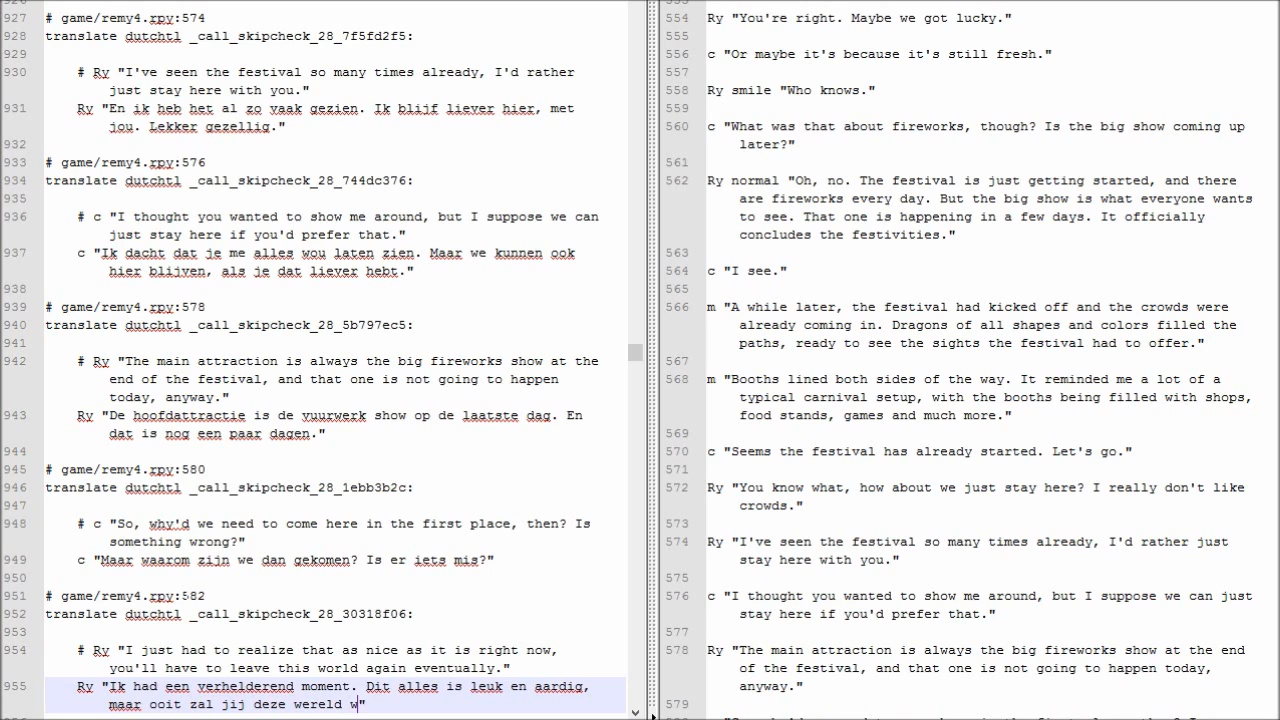 927 # game/remy4.rpy:574
928 translate dutchtl _call_skipcheck_28_7f5fd2f5:
929
930 # Ry "I've seen the festival so many times already, I'd rather
just stay here with you."
931 Ry "En ik heb het al zo vaak gezien. Ik blijf liever hier, met
jou. Lekker gezellig."
932
933 # game/remy4.rpy:576
934 translate dutchtl _call_skipcheck_28_744dc376:
935
936 # c "I thought you wanted to show me around, but I suppose we can
just stay here if you'd prefer that."
937 c "Ik dacht dat je me alles wou laten zien. Maar we kunnen ook
hier blijven, als je dat liever hebt."
938
939 # game/remy4.rpy:578
940 translate dutchtl _call_skipcheck_28_5b797ec5:
941
942 # Ry "The main attraction is always the big fireworks show at the
end of the festival, and that one is not going to happen
today, anyway."
943 Ry "De hoofdattractie is de vuurwerk show op de laatste dag. En
dat is nog een paar dagen."
944
945 # game/remy4.rpy:580
946 translate dutchtl _call_skipcheck_28_1ebb3b2c:
947
948 # c "So, why'd we need to come here in the first place, then? Is
something wrong?"
949 c "Maar waarom zijn we dan gekomen? Is er iets mis?"
950
951 # game/remy4.rpy:582
952 translate dutchtl _call_skipcheck_28_30318f06:
953
954 # Ry "I just had to realize that as nice as it is right now,
you'll have to leave this world again eventually."
955 Ry "Ik had een verhelderend moment. Dit alles is leuk en aardig,
maar ooit zal jij deze wereld w"
554 Ry "You're right. Maybe we got lucky."
555
556 c "Or maybe it's because it's still fresh."
557
558 Ry smile "Who knows."
559
560 c "What was that about fireworks, though? Is the big show coming up
later?"
561
562 Ry normal "Oh, no. The festival is just getting started, and there
are fireworks every day. But the big show is what everyone wants
to see. That one is happening in a few days. It officially
concludes the festivities."
563
564 c "I see."
565
566 m "A while later, the festival had kicked off and the crowds were
already coming in. Dragons of all shapes and colors filled the
paths, ready to see the sights the festival had to offer."
567
568 m "Booths lined both sides of the way. It reminded me a lot of a
typical carnival setup, with the booths being filled with shops,
food stands, games and much more."
569
570 c "Seems the festival has already started. Let's go."
571
572 Ry "You know what, how about we just stay here? I really don't like
crowds."
573
574 Ry "I've seen the festival so many times already, I'd rather just
stay here with you."
575
576 c "I thought you wanted to show me around, but I suppose we can just
stay here if you'd prefer that."
577
578 Ry "The main attraction is always the big fireworks show at the end
of the festival, and that one is not going to happen today,
anyway."
579